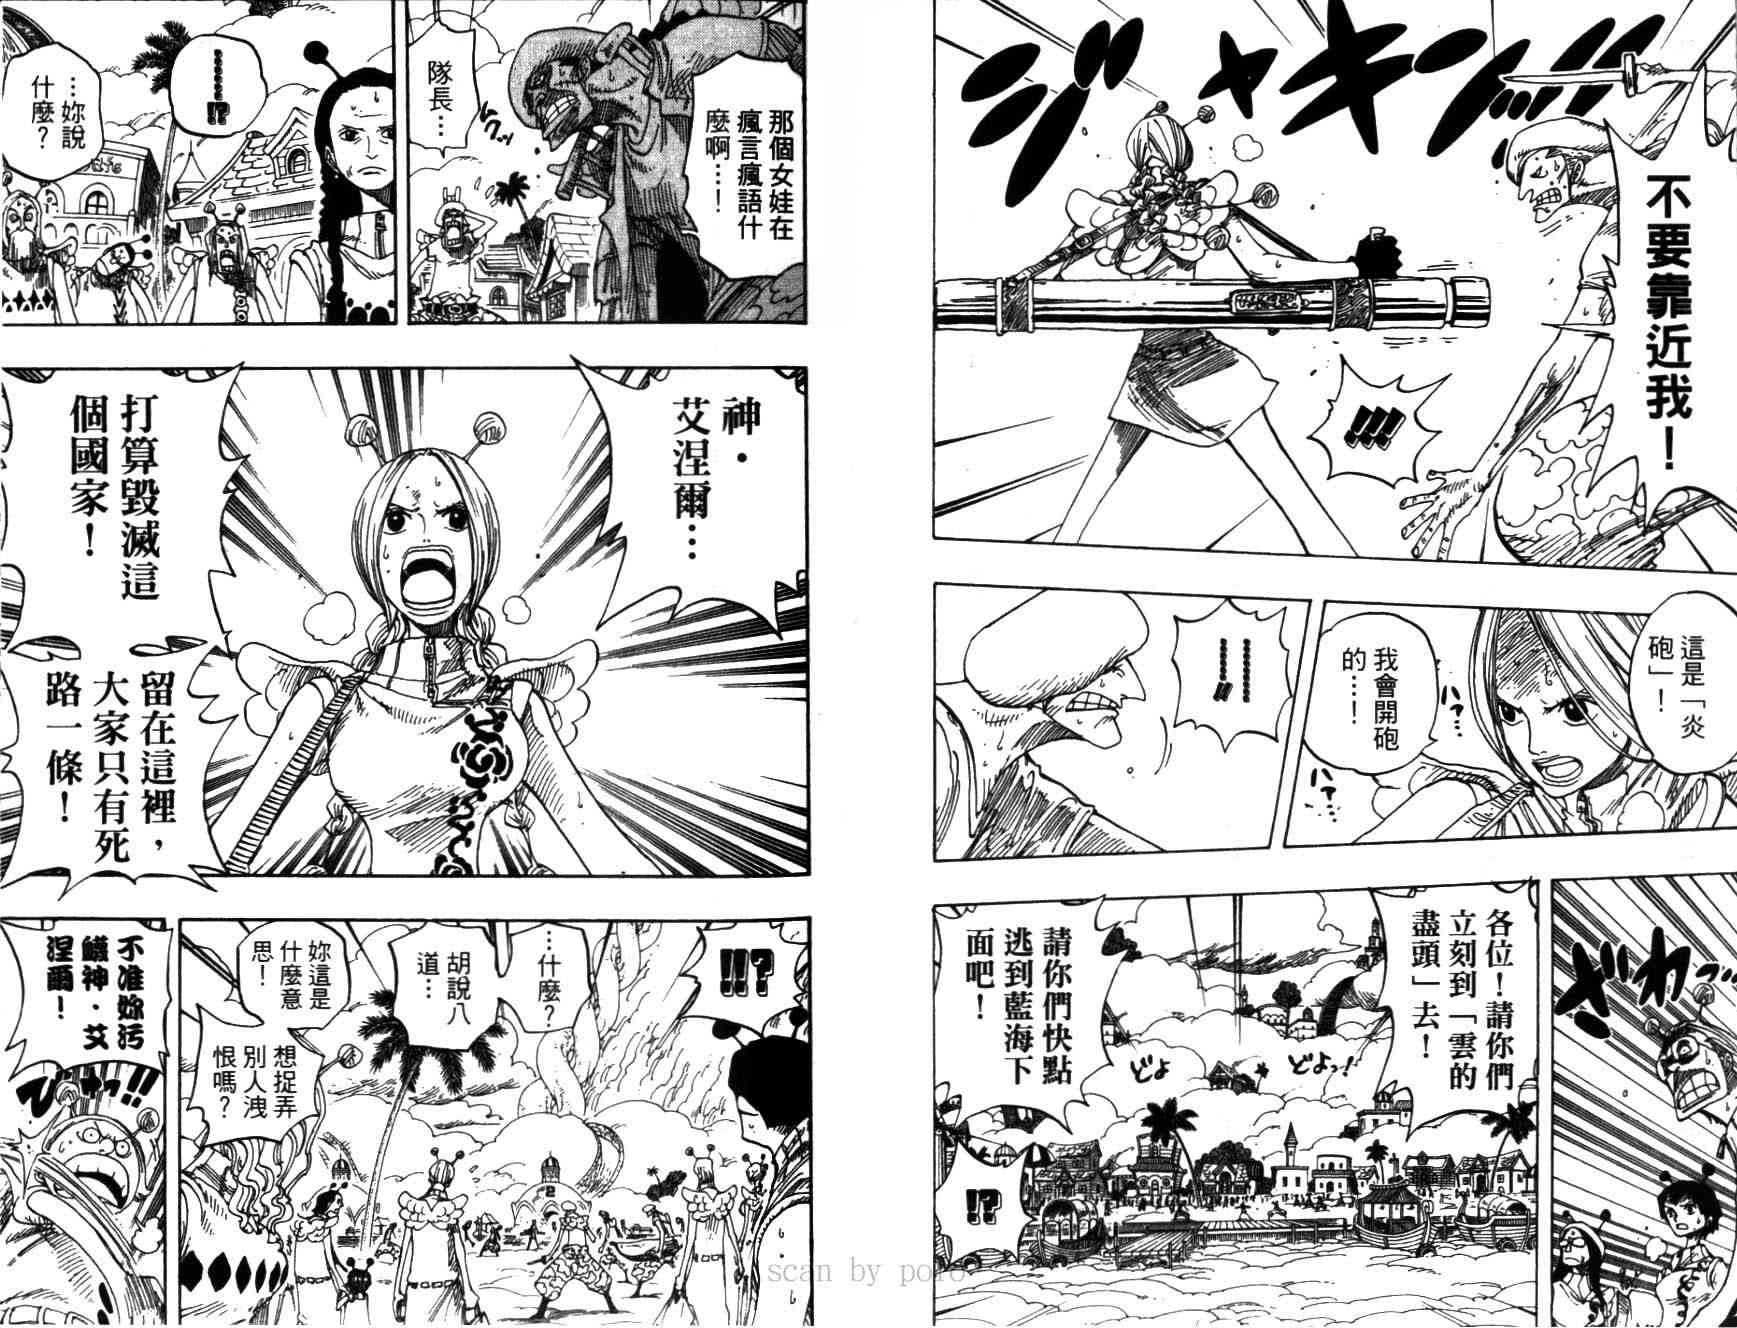 ジャキン!!
不要靠近我！
!!!
這是「炎
砲」！
我會開砲
的…！
ハァ…
ハァ…
………!!
ざわっ…
各位！請你們
立刻到「雲的
盡頭」去！
請你們快點
逃到藍海下
面吧！
どよっ…!
どよ
!?
那個女娃在
瘋言瘋語什
麼啊…！
隊長…
………!?
…妳說
什麼？
神・
艾涅爾…
打算毀滅這
個國家！
留在這裡，
大家只有死
路一條！
!!?
…什麼？
胡說八
道…
妳這是
什麼意
思！
想捉弄
別人洩
恨嗎？
不准妳污
衊神・艾
涅爾！
びゅっ!!
scan by polo